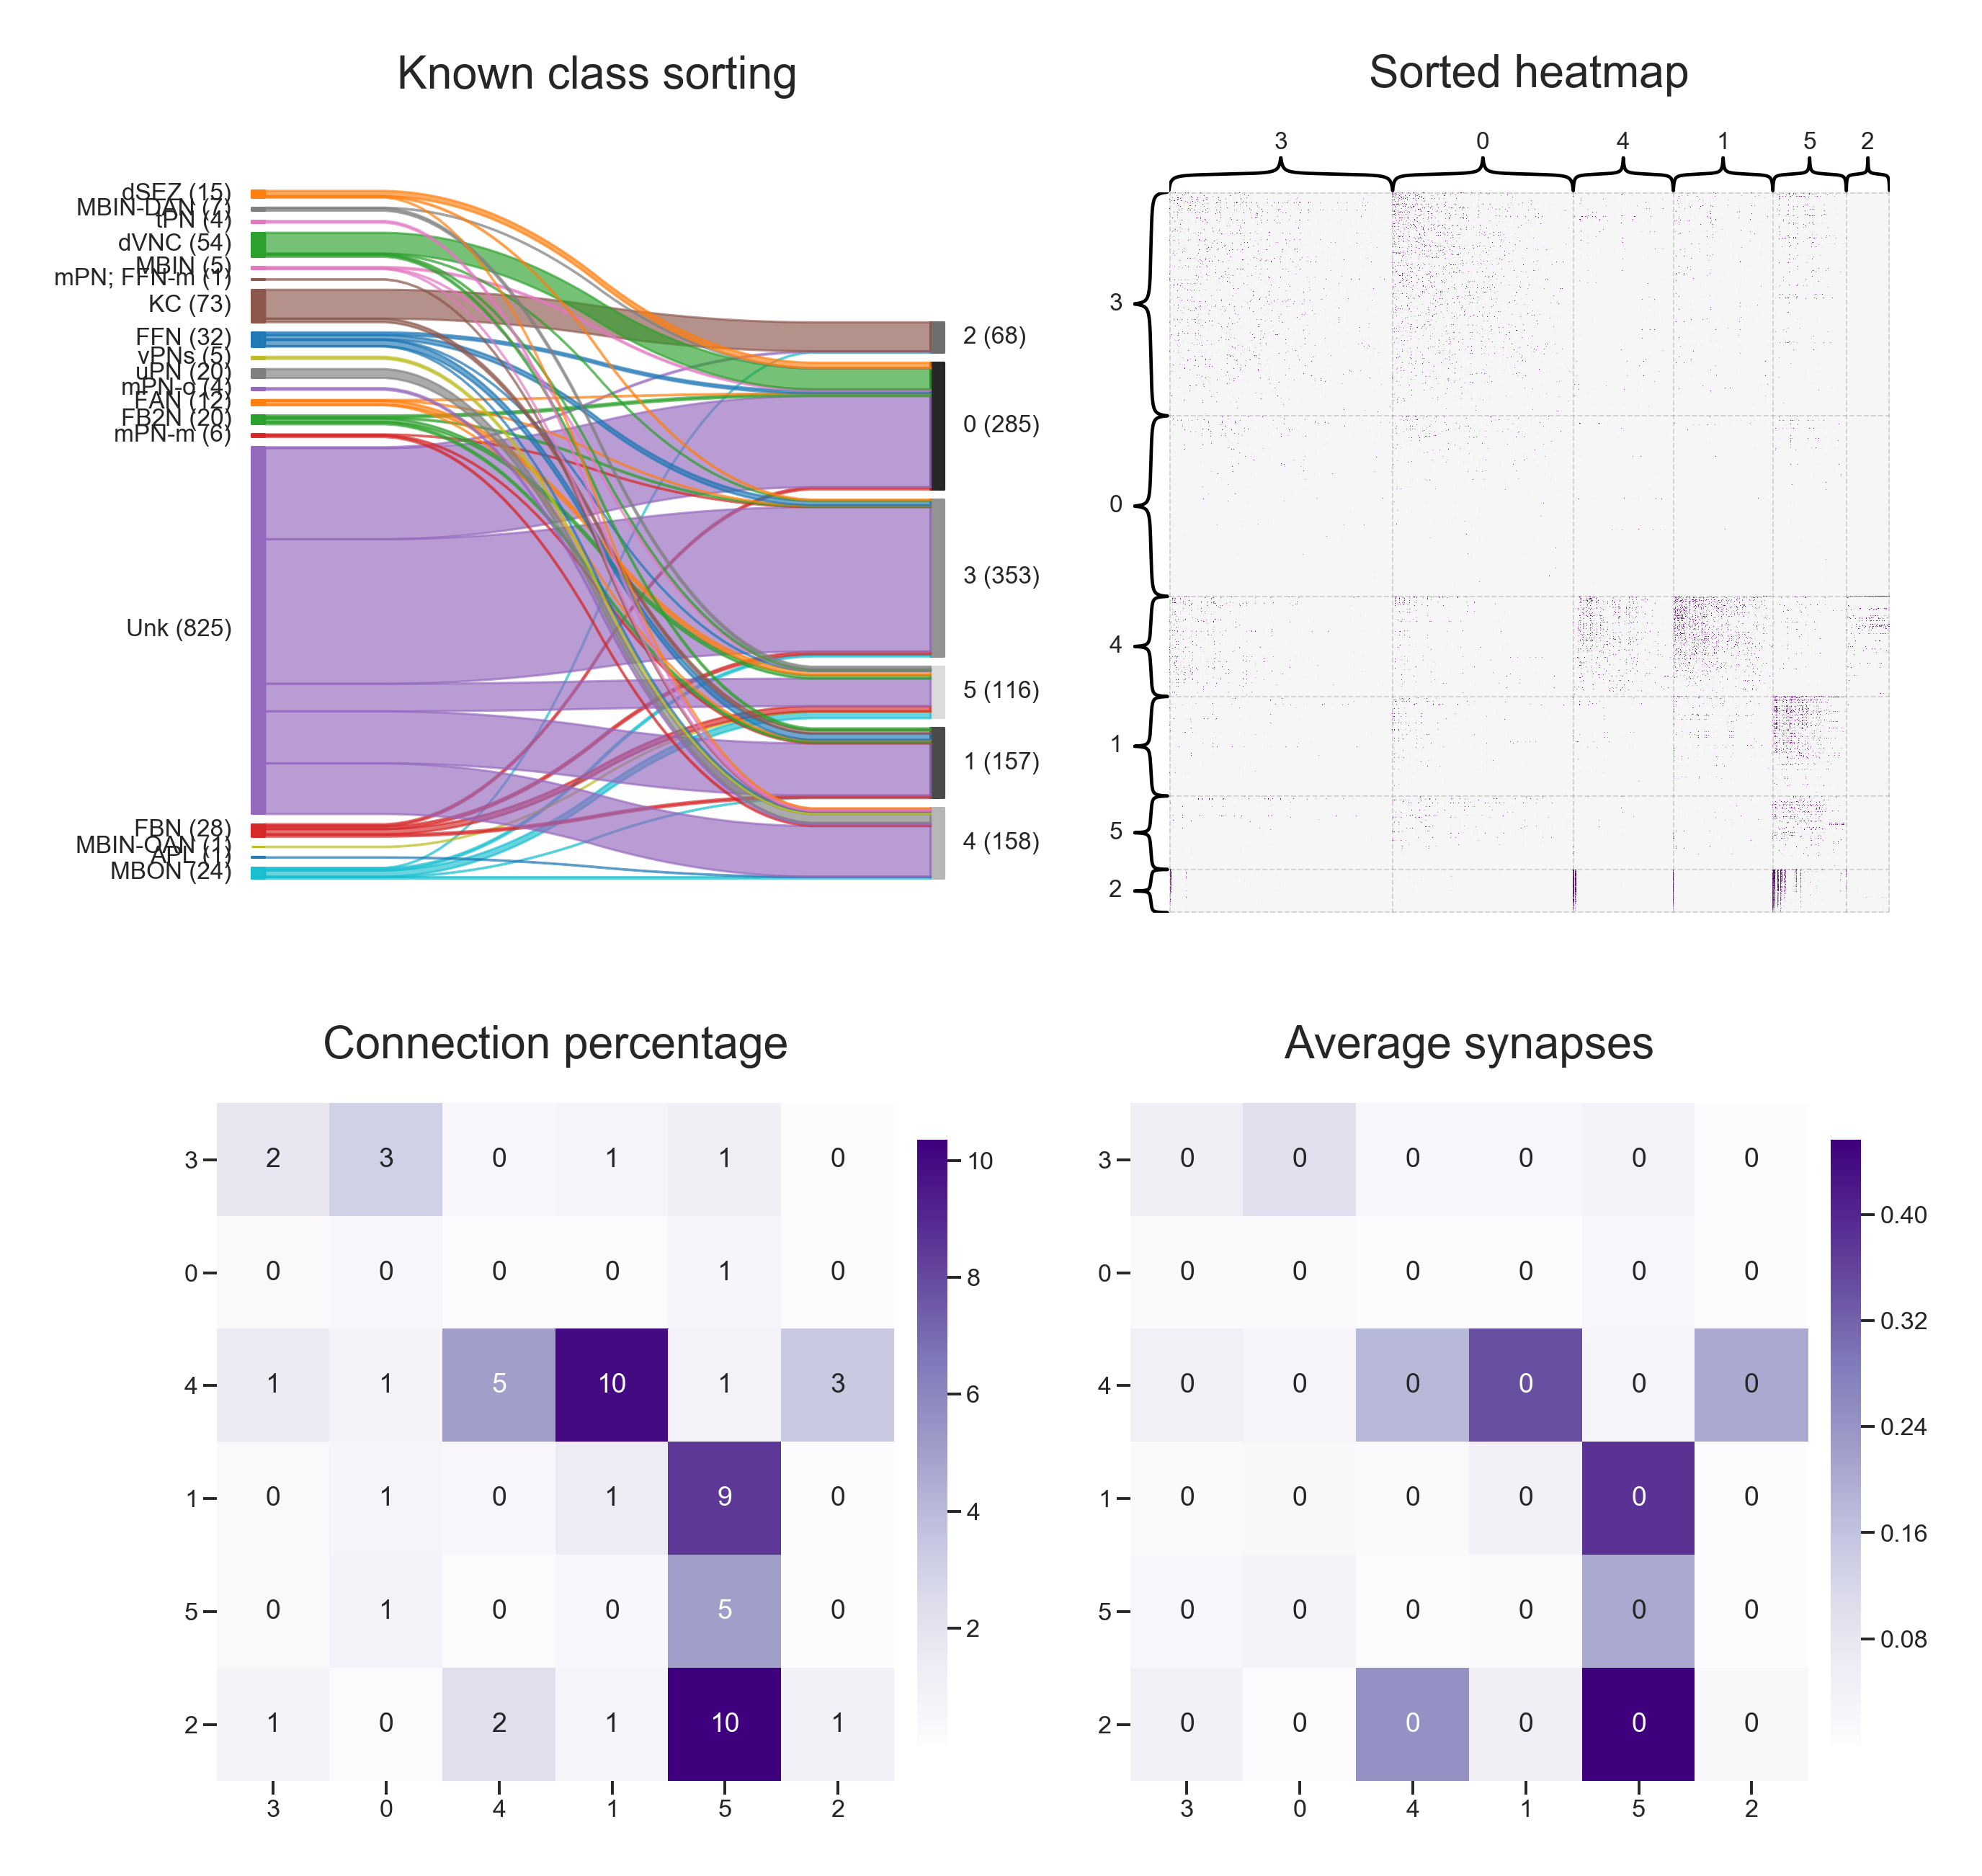 Known class sorting
dSEZ (15)
MBIN-DAN (7)
tPN (4)
dVNC (54)
MBIN (5)
mPN; FFN-m (1)
KC (73)
FFN (32)
vPNs (5)
uPN (20)
mPN-o (4)
FAN (12)
FB2N (20)
mPN-m (6)
Unk (825)
FBN (28)
MBIN-OAN (1)
APL (1)
MBON (24)
2 (68)
0 (285)
3 (353)
5 (116)
1 (157)
4 (158)
Sorted heatmap
3 0 4 1 5 2
3
0
4
1
5
2
Connection percentage
3 2 3 0 1 1 0
0 0 0 0 0 1 0
4 1 1 5 10 1 3
1 0 1 0 1 9 0
5 0 1 0 0 5 0
2 1 0 2 1 10 1
3 0 4 1 5 2
10
8
6
4
2
Average synapses
3 0 0 0 0 0 0
0 0 0 0 0 0 0
4 0 0 0 0 0 0
1 0 0 0 0 0 0
5 0 0 0 0 0 0
2 0 0 0 0 0 0
3 0 4 1 5 2
0.40
0.32
0.24
0.16
0.08